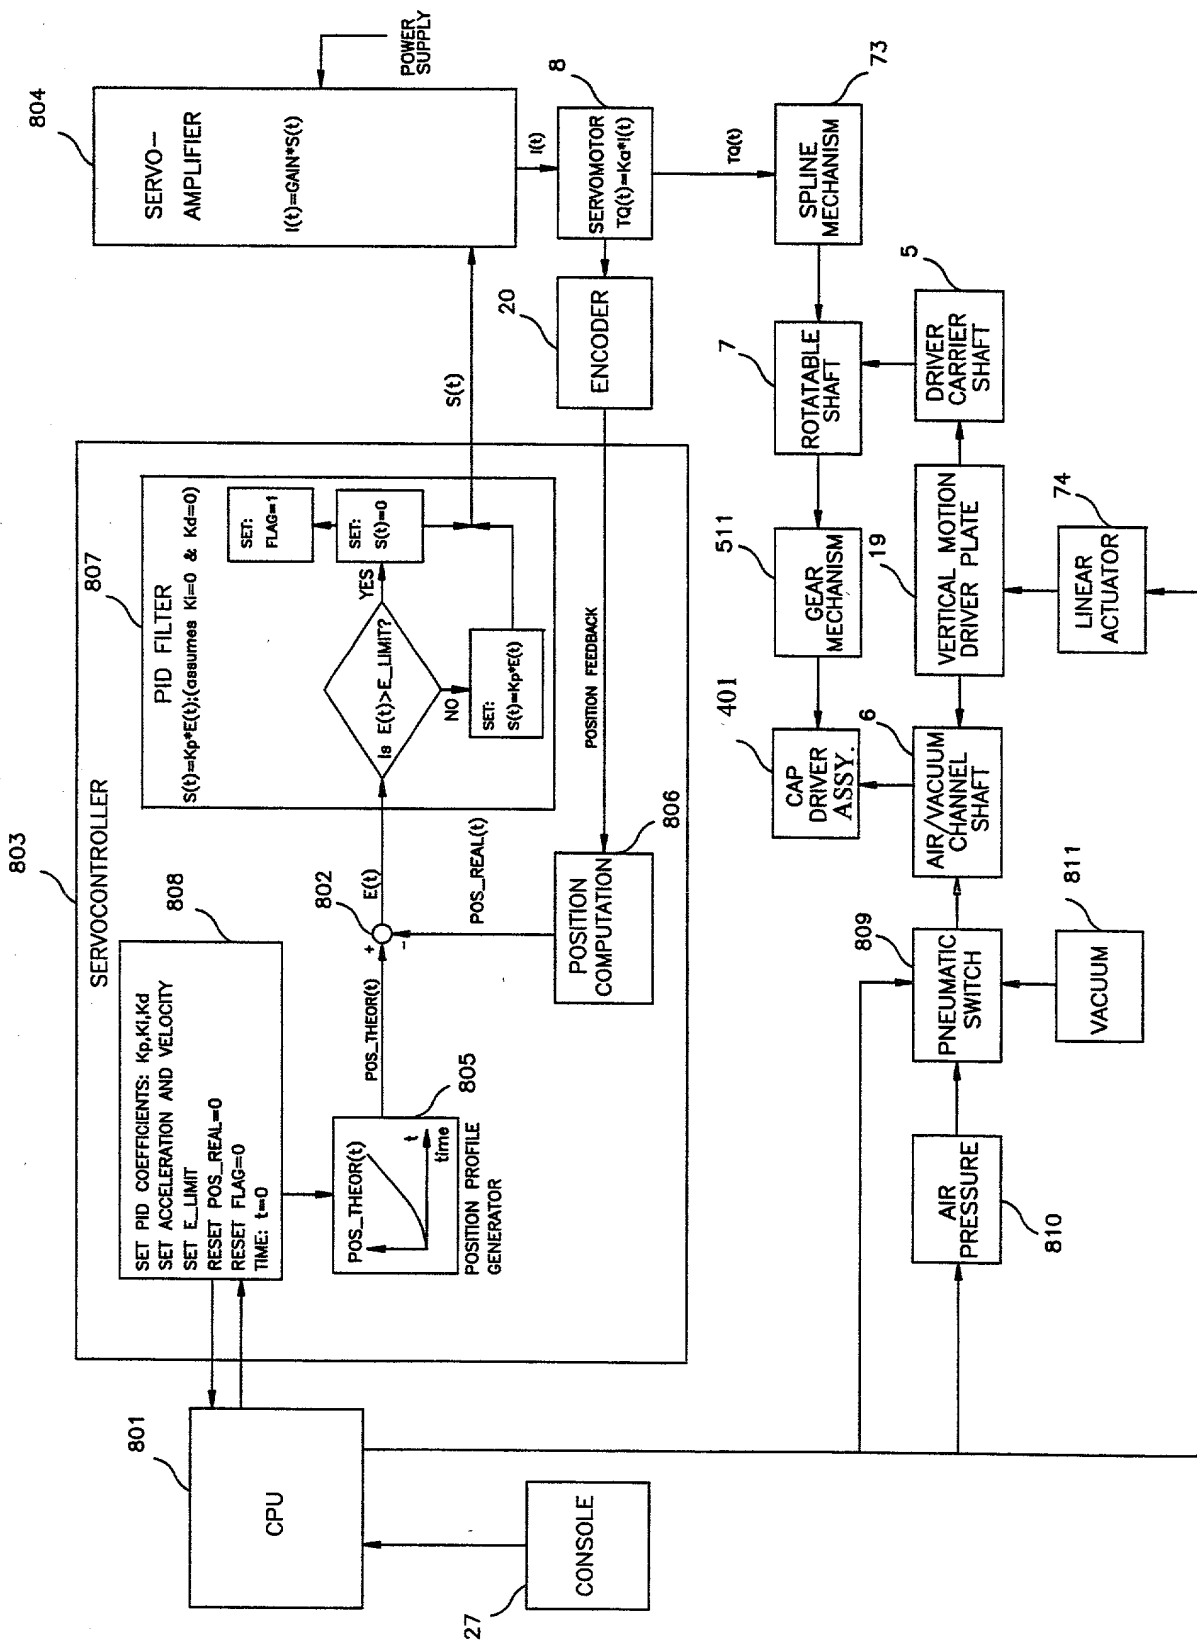 803
SERVOCONTROLLER
801
CPU
27
CONSOLE
808
SET PID COEFFICIENTS: Kp,Ki,Kd
SET ACCELERATION AND VELOCITY
SET E_LIMIT
RESET POS_REAL=0
RESET FLAG=0
TIME: t=0
805
POS_THEOR(t)
t
time
POSITION PROFILE
GENERATOR
POS_THEOR(t)
802
+
-
E(t)
POS_REAL(t)
POSITION
COMPUTATION
806
807
PID FILTER
S(t)=Kp*E(t);(assumes Ki=0 & Kd=0)
Is E(t)>E_LIMIT?
YES
NO
SET:
FLAG=1
SET:
S(t)=0
SET:
S(t)=Kp*E(t)
POSITION FEEDBACK
S(t)
804
SERVO-
AMPLIFIER
I(t)=GAIN*S(t)
POWER
SUPPLY
I(t)
8
SERVOMOTOR
TQ(t)=Ka*I(t)
20
ENCODER
TQ(t)
73
SPLINE
MECHANISM
7
ROTATABLE
SHAFT
511
GEAR
MECHANISM
401
CAP
DRIVER
ASSY.
5
DRIVER
CARRIER
SHAFT
19
VERTICAL MOTION
DRIVER PLATE
6
AIR/VACUUM
CHANNEL
SHAFT
74
LINEAR
ACTUATOR
809
PNEUMATIC
SWITCH
811
VACUUM
AIR
PRESSURE
810